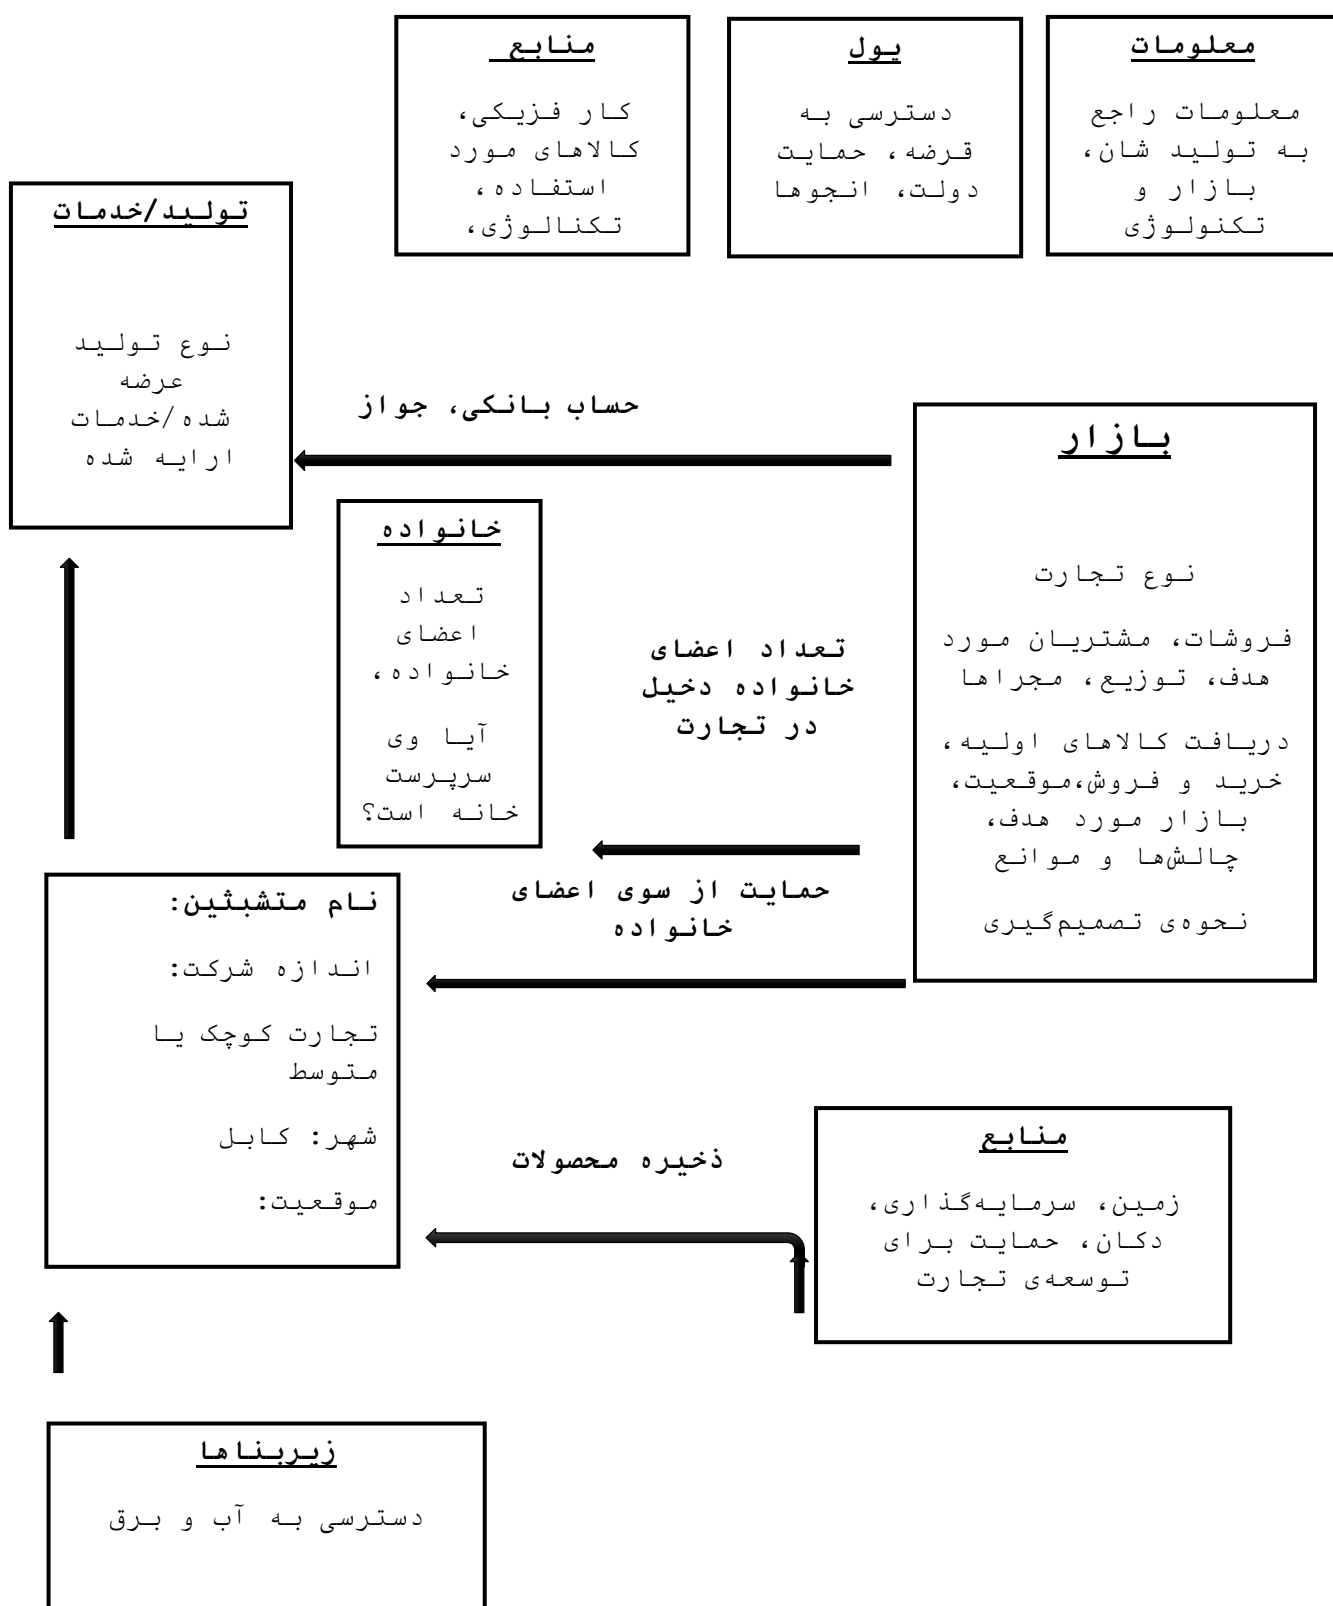 معلومات
معلومات راجع
به تولید شان،
بازار و
تکنولوژی
پول
دسترسی به
قرضه، حمایت
دولت، انجوها
منابع
کار فزیکی،
کالاهای مورد
استفاده،
تکنالوژی،
تولید/خدمات
نوع تولید
عرضه
شده/خدمات
ارایه شده
حساب بانکی، جواز
بازار
نوع تجارت
فروشات، مشتریان مورد
هدف، توزیع، مجراها
دریافت کالاهای اولیه،
خرید و فروش،موقعیت،
بازار مورد هدف،
چالش‌ها و موانع
نحوه‌ی تصمیم‌گیری
خانواده
تعداد
اعضای
خانواده،
آیا وی
سرپرست
خانه است؟
تعداد اعضای
خانواده دخیل
در تجارت
حمایت از سوی اعضای
خانواده
نام متشبثین:
اندازه شرکت:
تجارت کوچک یا
متوسط
شهر: کابل
موقعیت:
ذخیره محصولات
منابع
زمین، سرمایه‌گذاری،
دکان، حمایت برای
توسعه‌ی تجارت
زیربناها
دسترسی به آب و برق